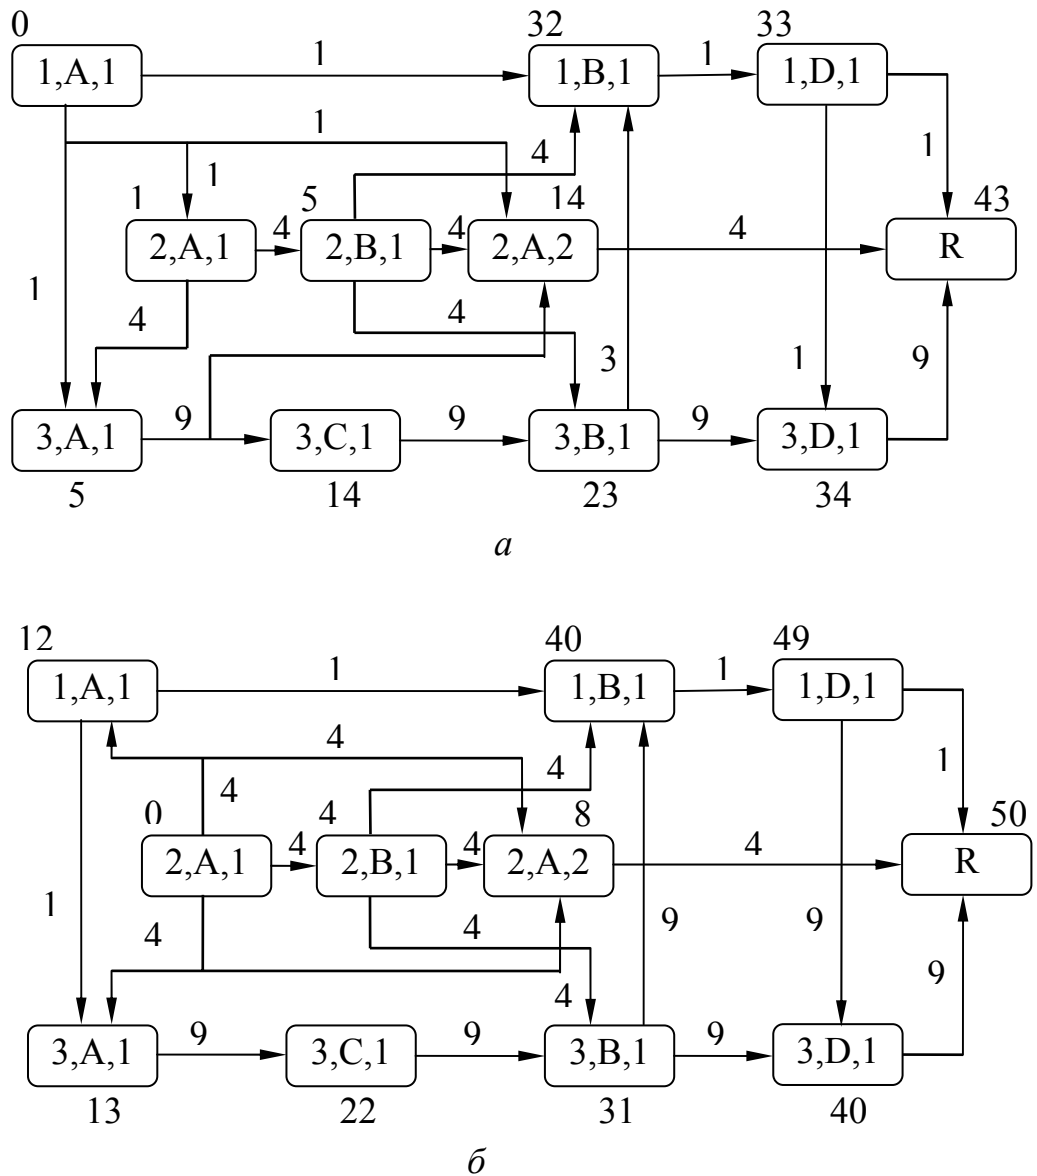 0 32 33
1,A,1 1 1,B,1 1 1,D,1
1 4 1
1 1 5 14 43
2,A,1 4 2,B,1 4 2,A,2 4 R
1 4 4 3 1 9
3,A,1 9 3,C,1 9 3,B,1 9 3,D,1
5 14 23 34
а
12 40 49
1,A,1 1 1,B,1 1 1,D,1
4 4 1
0 4 4 8 50
2,A,1 4 2,B,1 4 2,A,2 4 R
1 4 4 4 9 9 9
3,A,1 9 3,C,1 9 3,B,1 9 3,D,1
13 22 31 40
б